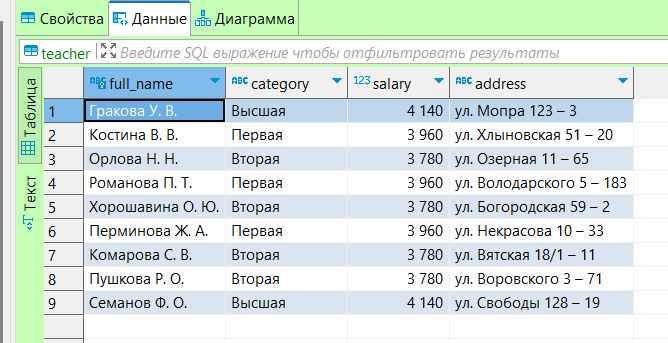 Свойства Данные Диаграмма
teacher Введите SQL выражение чтобы отфильтровать результаты
Таблица
Текст
ABC full_name ABC category 123 salary ABC address
1 Гракова У. В. Высшая 4 140 ул. Мопра 123 – 3
2 Костина В. В. Первая 3 960 ул. Хлыновская 51 – 20
3 Орлова Н. Н. Вторая 3 780 ул. Озерная 11 – 65
4 Романова П. Т. Первая 3 960 ул. Володарского 5 – 183
5 Хорошавина О. Ю. Вторая 3 780 ул. Богородская 59 – 2
6 Перминова Ж. А. Первая 3 960 ул. Некрасова 10 – 33
7 Комарова С. В. Вторая 3 780 ул. Вятская 18/1 – 11
8 Пушкова Р. О. Вторая 3 780 ул. Воровского 3 – 71
9 Семанов Ф. О. Высшая 4 140 ул. Свободы 128 – 19